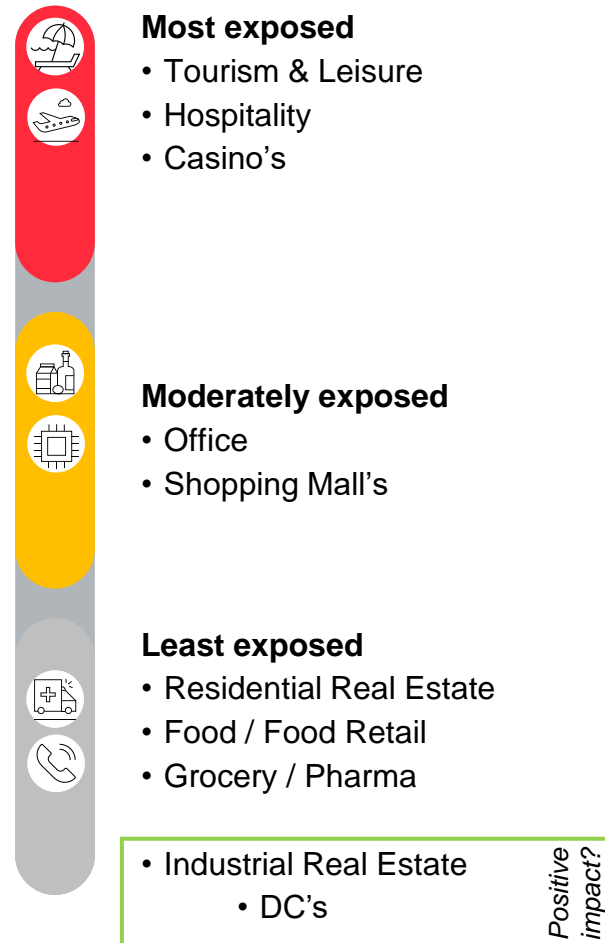 Most exposed
• Tourism & Leisure
• Hospitality
• Casino’s
Moderately exposed
• Office
• Shopping Mall’s
Least exposed
• Residential Real Estate
• Food / Food Retail
• Grocery / Pharma
• Industrial Real Estate
• DC’s
Positive
impact?